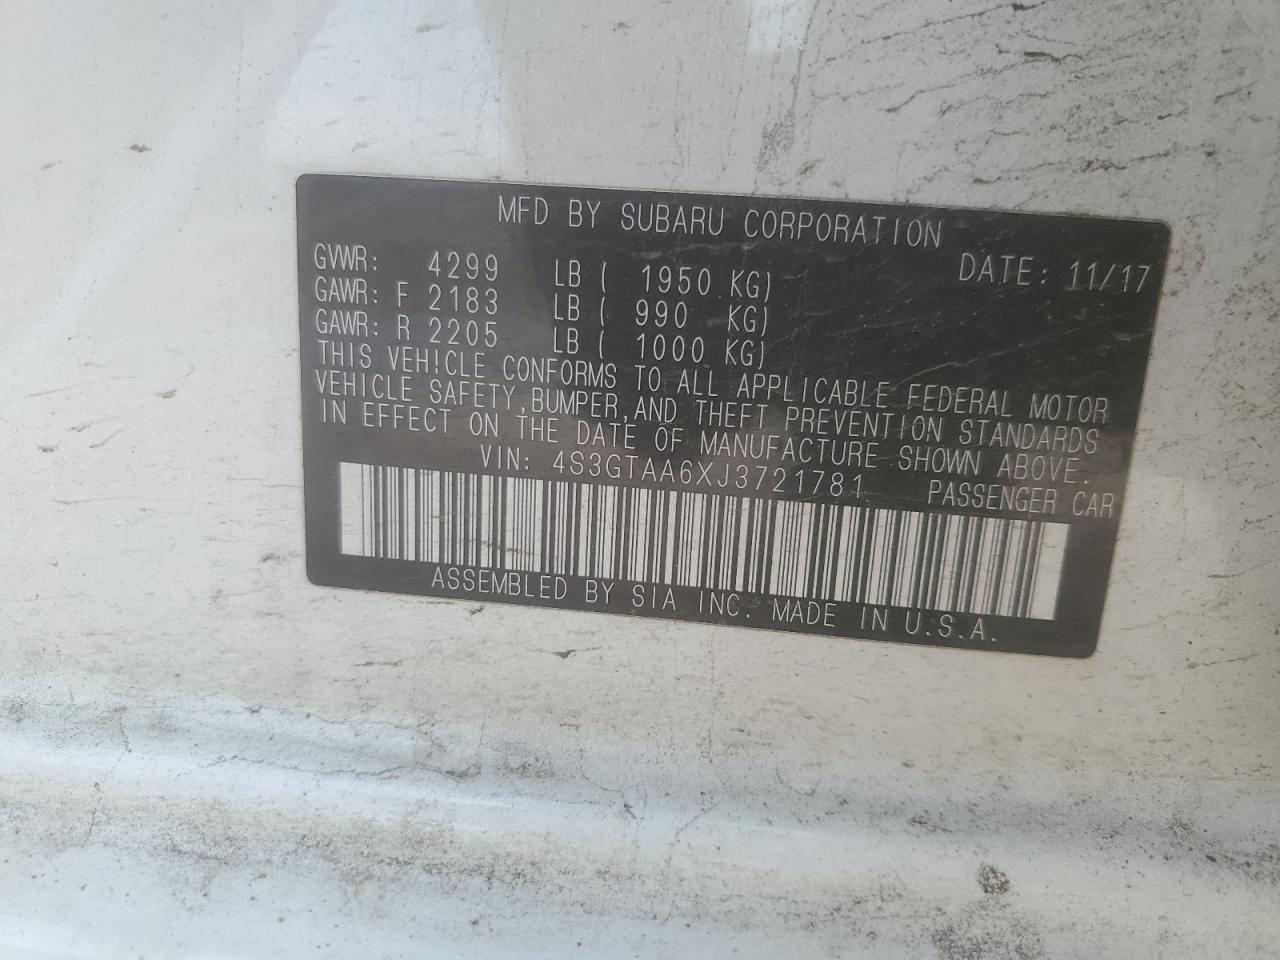 MFD BY SUBARU CORPORATION
GVWR: 4299 LB ( 1950 KG) DATE: 11/17
GAWR: F 2183 LB ( 990 KG)
GAWR: R 2205 LB ( 1000 KG)
THIS VEHICLE CONFORMS TO ALL APPLICABLE FEDERAL MOTOR
VEHICLE SAFETY,BUMPER,AND THEFT PREVENTION STANDARDS
IN EFFECT ON THE DATE OF MANUFACTURE SHOWN ABOVE.
VIN: 4S3GTAA6XJ3721781 PASSENGER CAR
ASSEMBLED BY SIA INC. MADE IN U.S.A.